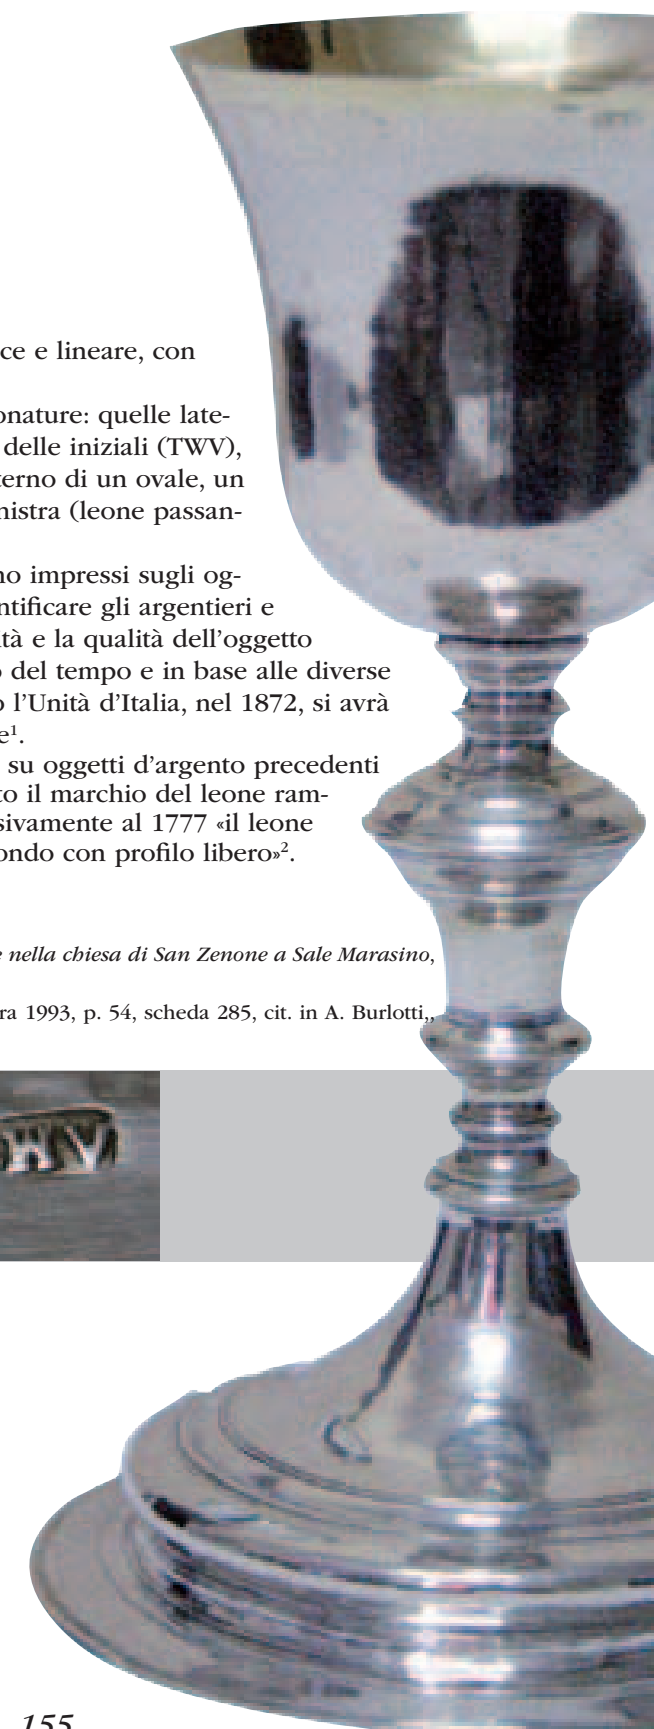 ce e lineare, con
onature: quelle late-
delle iniziali (TWV),
terno di un ovale, un
nistra (leone passan-
no impressi sugli og-
ntificare gli argentieri e
ità e la qualità dell'oggetto
o del tempo e in base alle diverse
o l'Unità d'Italia, nel 1872, si avrà
e¹.
su oggetti d'argento precedenti
to il marchio del leone ram-
sivamente al 1777 «il leone
ondo con profilo libero»².
e nella chiesa di San Zenone a Sale Marasino,
ra 1993, p. 54, scheda 285, cit. in A. Burlotti,,
WV
155